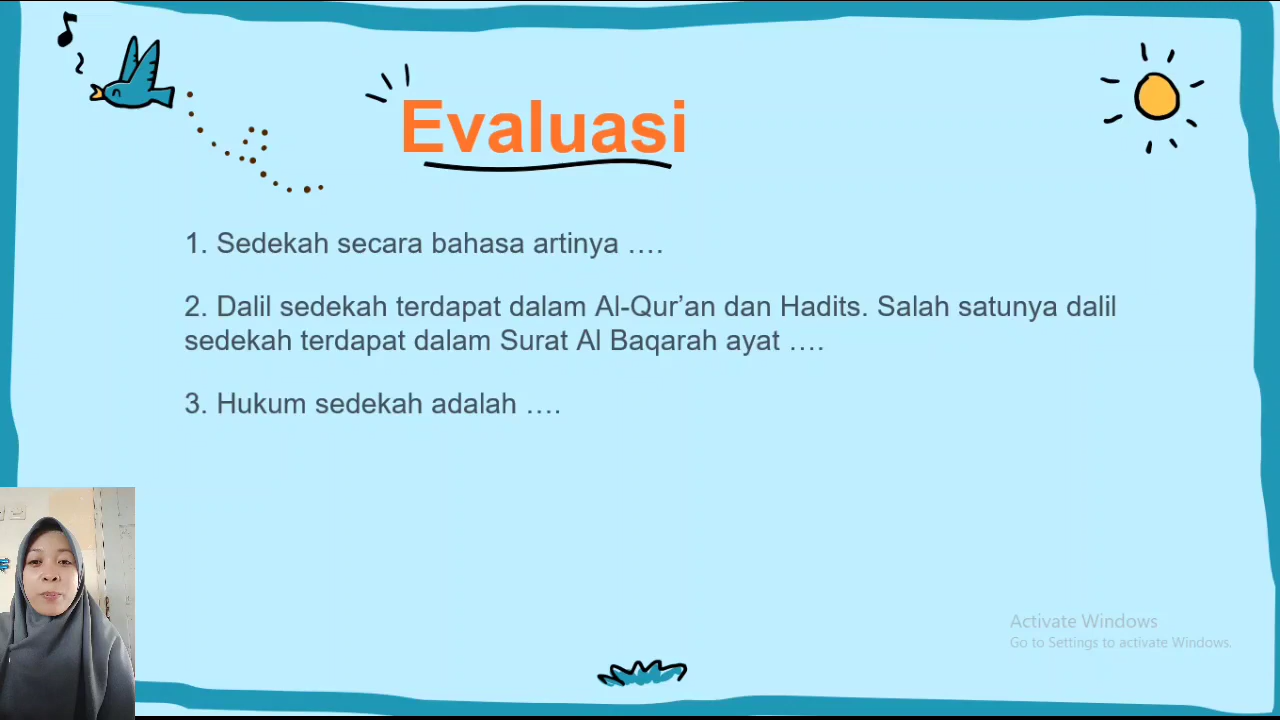 Evaluasi
1. Sedekah secara bahasa artinya ….
2. Dalil sedekah terdapat dalam Al-Qur’an dan Hadits. Salah satunya dalil
sedekah terdapat dalam Surat Al Baqarah ayat ….
3. Hukum sedekah adalah ….
Activate Windows
Go to Settings to activate Windows.